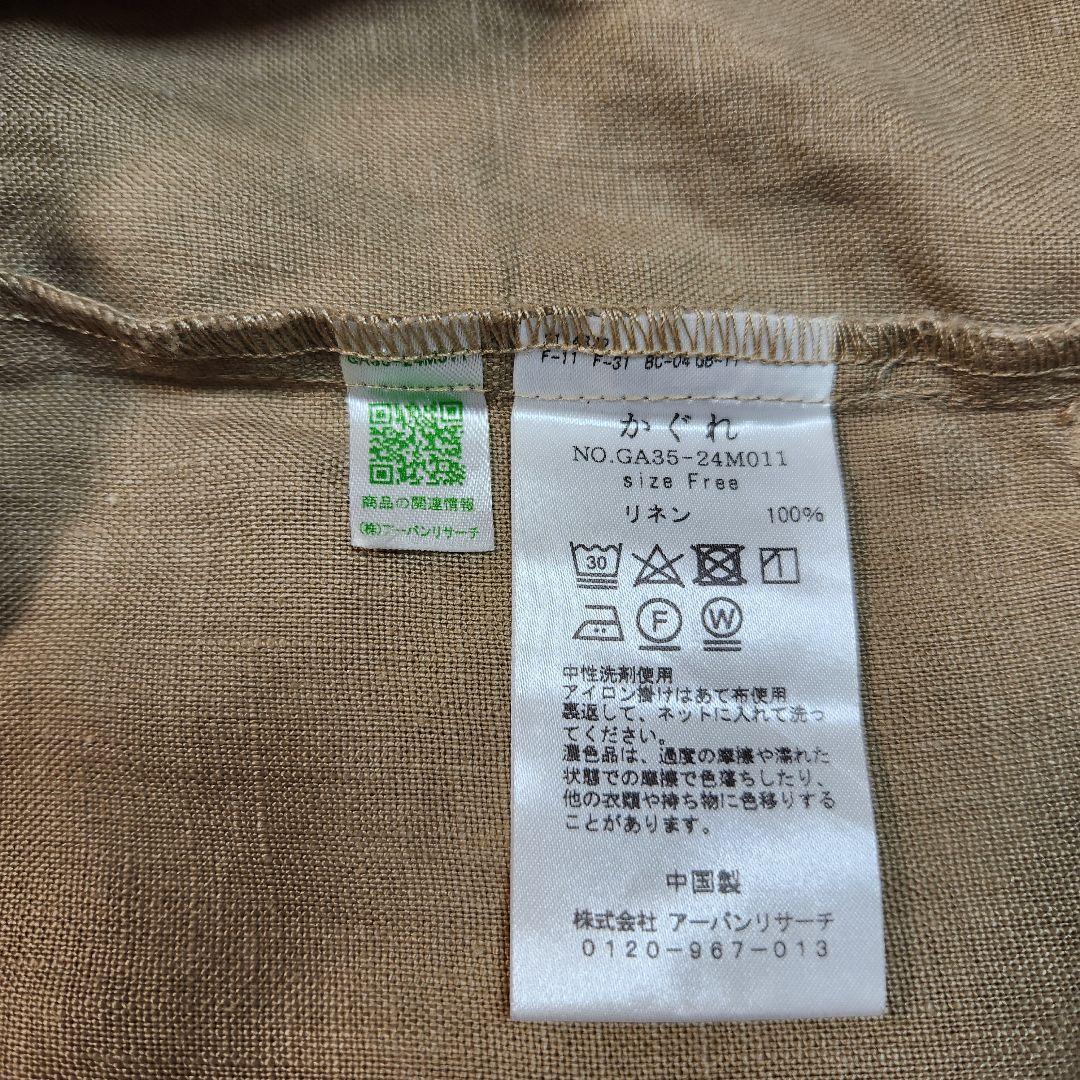 商品の関連情報
(株)アーバンリサーチ
F-11 F-31 BC-04
かぐれ
NO.GA35-24M011
size Free
リネン 100%
30
F W
中性洗剤使用
アイロン掛けはあて布使用
裏返して、ネットに入れて洗っ
てください。
濃色品は、過度の摩擦や濡れた
状態での摩擦で色落ちしたり、
他の衣類や持ち物に色移りする
ことがあります。
中国製
株式会社 アーバンリサーチ
0120-967-013